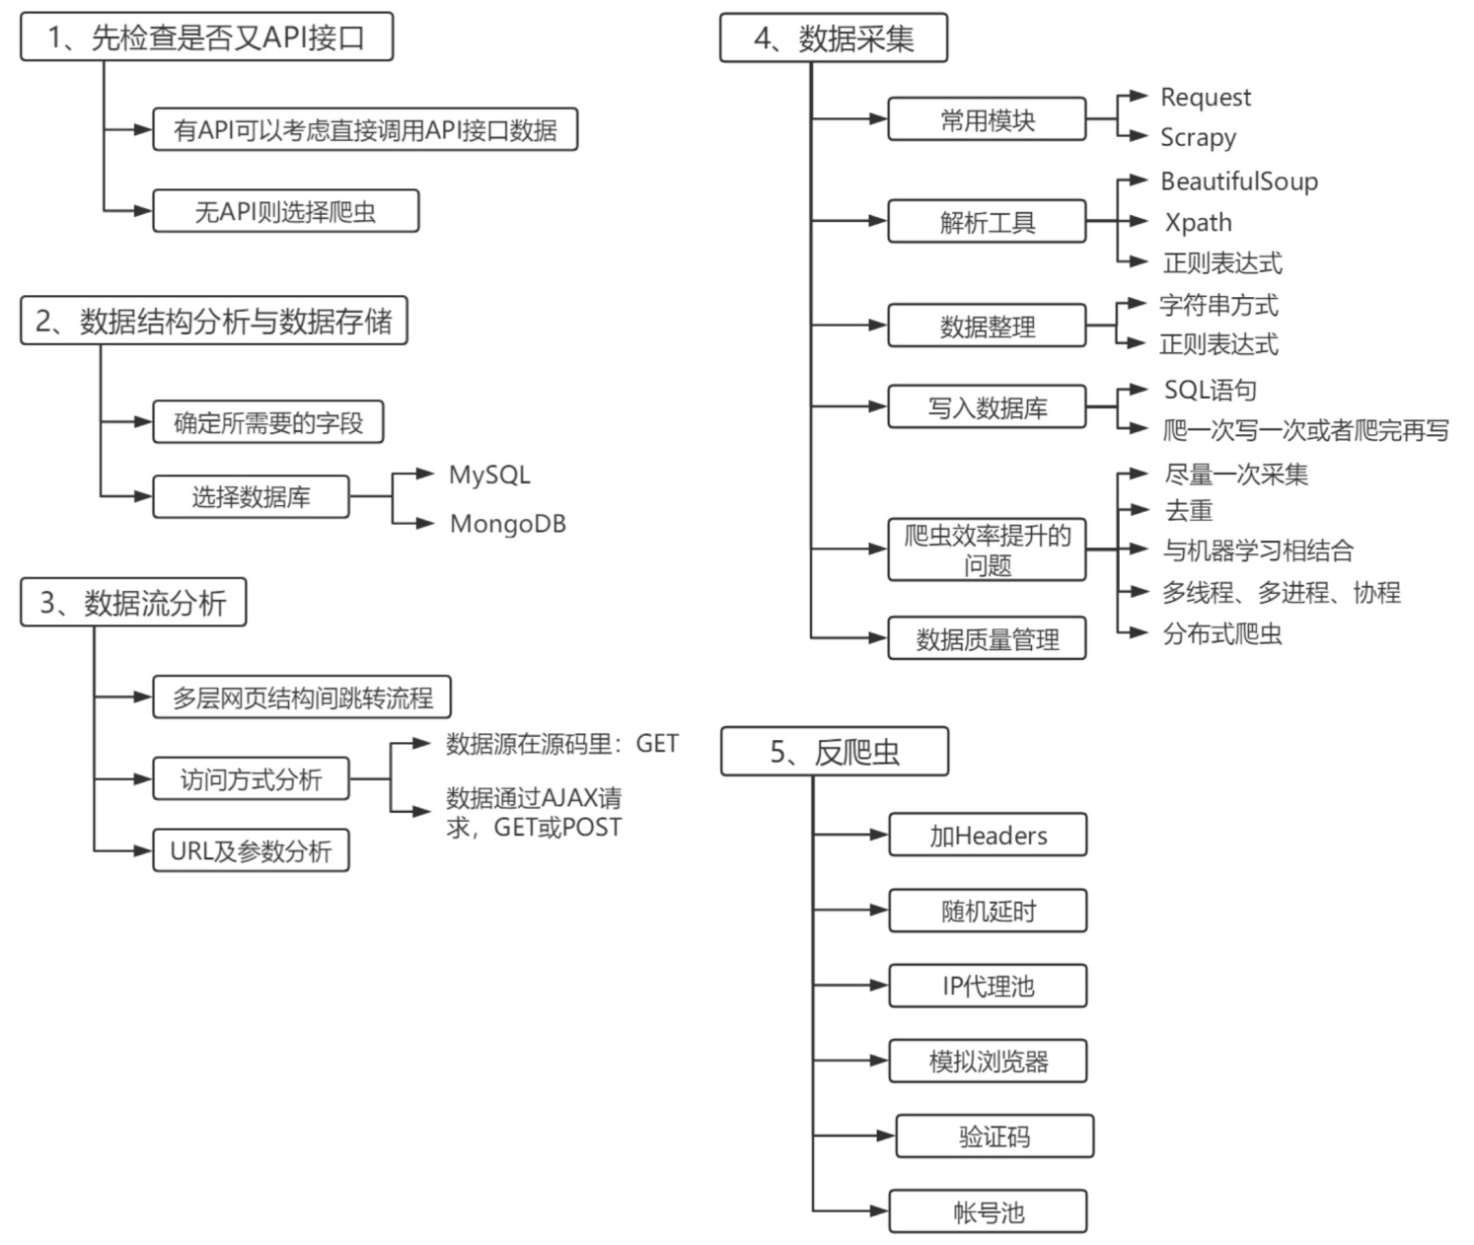 1、先检查是否又API接口
有API可以考虑直接调用API接口数据
无API则选择爬虫
2、数据结构分析与数据存储
确定所需要的字段
选择数据库
MySQL
MongoDB
3、数据流分析
多层网页结构间跳转流程
访问方式分析
数据源在源码里：GET
数据通过AJAX请
求，GET或POST
URL及参数分析
4、数据采集
常用模块
Request
Scrapy
解析工具
BeautifulSoup
Xpath
正则表达式
数据整理
字符串方式
正则表达式
写入数据库
SQL语句
爬一次写一次或者爬完再写
爬虫效率提升的
问题
尽量一次采集
去重
与机器学习相结合
多线程、多进程、协程
分布式爬虫
数据质量管理
5、反爬虫
加Headers
随机延时
IP代理池
模拟浏览器
验证码
帐号池